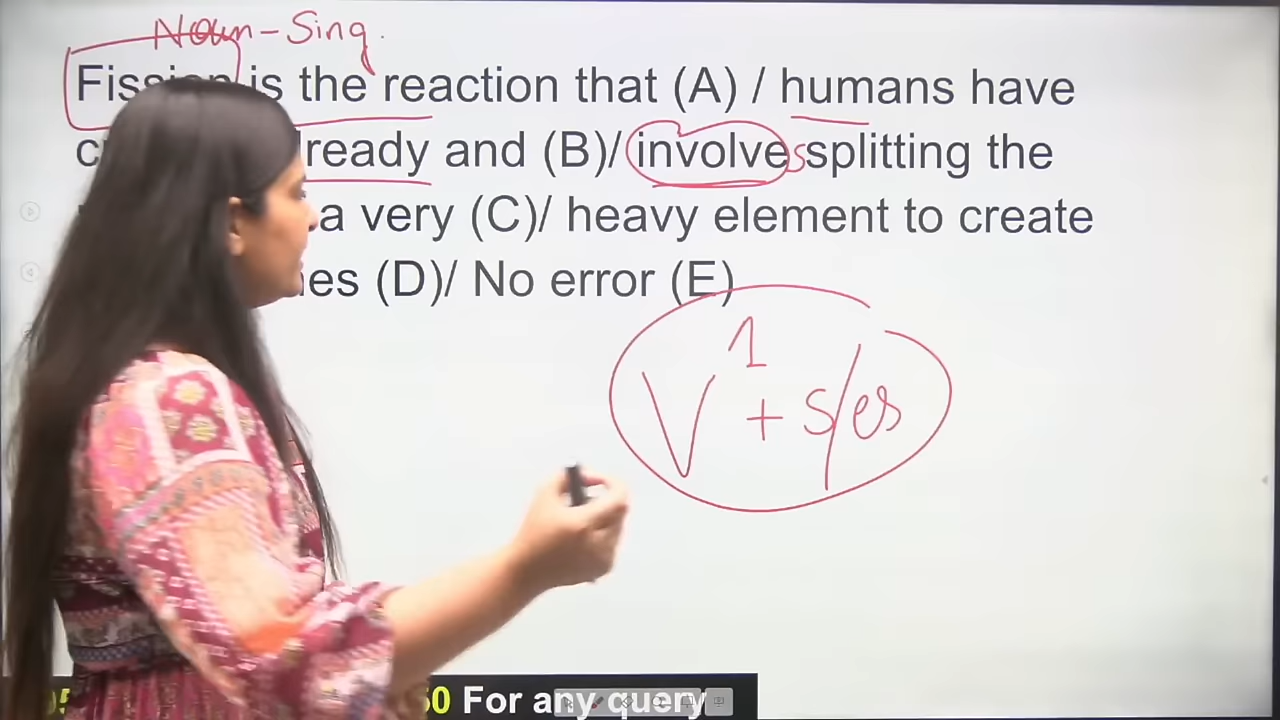 Noun-Sing.
Fission is the reaction that (A) / humans have
already and (B)/ involves splitting the
a very (C)/ heavy element to create
(D)/ No error (E)
V1 + s/es
For any query